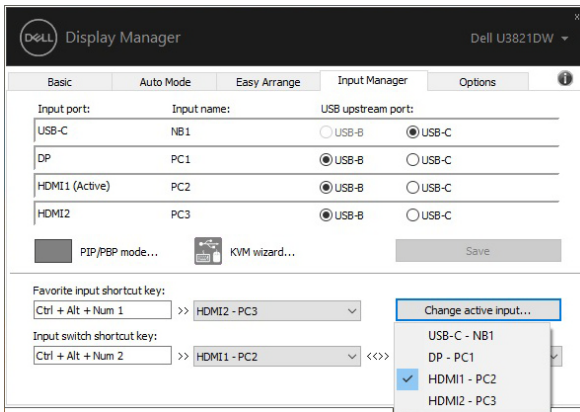 DELL Display Manager Dell U3821DW
Basic Auto Mode Easy Arrange Input Manager Options
Input port: Input name: USB upstream port:
USB-C NB1 USB-B USB-C
DP PC1 USB-B USB-C
HDMI1 (Active) PC2 USB-B USB-C
HDMI2 PC3 USB-B USB-C
PIP/PBP mode... KVM wizard... Save
Favorite input shortcut key:
Ctrl + Alt + Num 1 >> HDMI2 - PC3 Change active input...
Input switch shortcut key:
Ctrl + Alt + Num 2 >> HDMI1 - PC2 <<>>
USB-C - NB1
DP - PC1
HDMI1 - PC2
HDMI2 - PC3